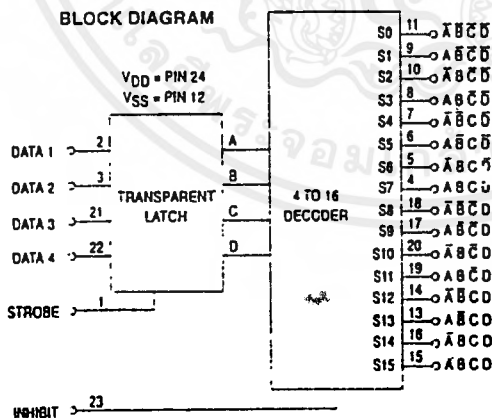 BLOCK DIAGRAM
VDD = PIN 24
VSS = PIN 12
DATA 1 2
DATA 2 3
DATA 3 21
DATA 4 22
STROBE 1
INHIBIT 23
TRANSPARENT
LATCH
A
B
C
D
4 TO 16
DECODER
S0 11 A̅ B̅ C̅ D̅
S1 9 A B̅ C̅ D̅
S2 10 A̅ B C̅ D̅
S3 8 A B C̅ D̅
S4 7
S5 6
S6 5
S7 4
S8 18 A̅ B̅ C̅ D
S9 17
S10 20 A̅ B C̅ D
S11 19
S12 14 A̅ B̅ C D
S13 13 A B̅ C D
S14 16 A̅ B C D
S15 15 A B C D